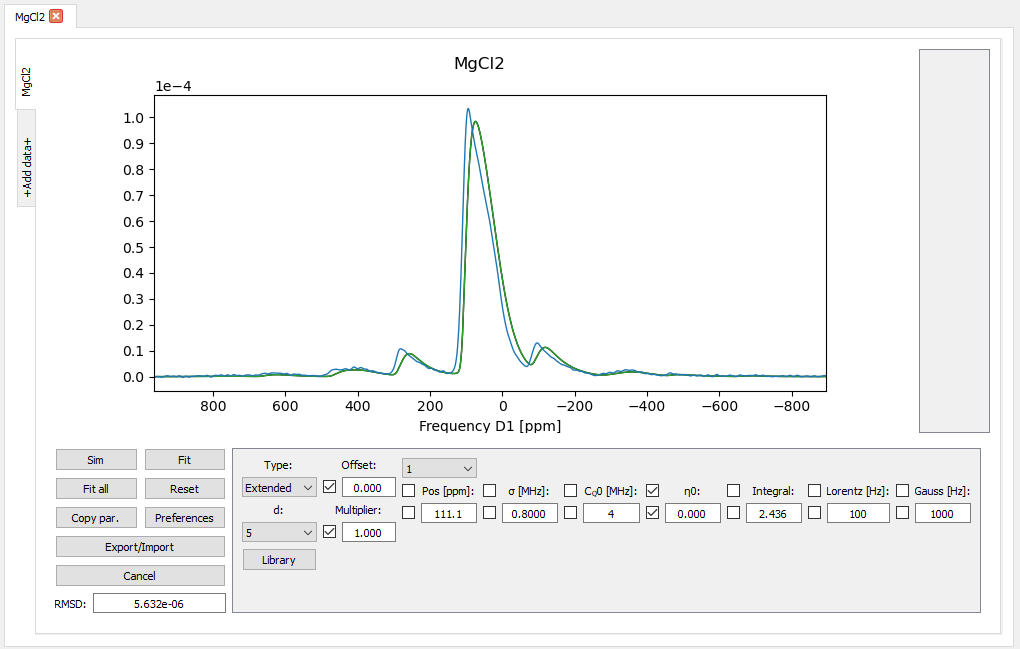 MgCl2
MgCl2
+Add data+
MgCl2
1e−4
1.0
0.9
0.8
0.7
0.6
0.5
0.4
0.3
0.2
0.1
0.0
800 600 400 200 0 −200 −400 −600 −800
Frequency D1 [ppm]
Sim Fit
Fit all Reset
Copy par. Preferences
Export/Import
Cancel
RMSD: 5.632e-06
Type: Offset: 1
Extended 0.000 Pos [ppm]: σ [MHz]: C_Q0 [MHz]: η0: Integral: Lorentz [Hz]: Gauss [Hz]:
d: Multiplier: 111.1 0.8000 4 0.000 2.436 100 1000
5 1.000
Library